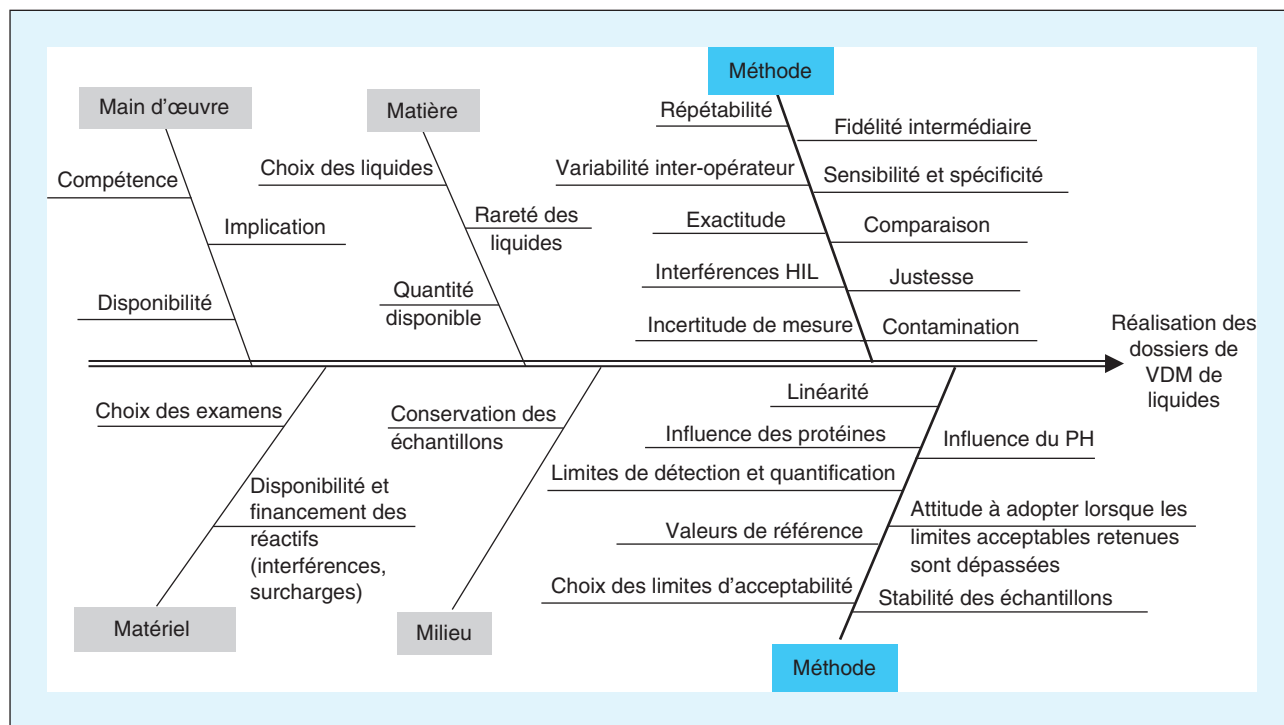 Méthode
Main d'œuvre
Matière
Répétabilité
Fidélité intermédiaire
Choix des liquides
Variabilité inter-opérateur
Sensibilité et spécificité
Compétence
Implication
Rareté des
liquides
Exactitude
Comparaison
Interférences HIL
Justesse
Disponibilité
Quantité
disponible
Incertitude de mesure
Contamination
Réalisation des
dossiers de
VDM de
liquides
Choix des examens
Conservation des
échantillons
Linéarité
Influence des protéines
Influence du PH
Limites de détection et quantification
Disponibilité et
financement des
réactifs
(interférences,
surcharges)
Attitude à adopter lorsque les
limites acceptables retenues
sont dépassées
Valeurs de référence
Choix des limites d'acceptabilité
Stabilité des échantillons
Matériel
Milieu
Méthode